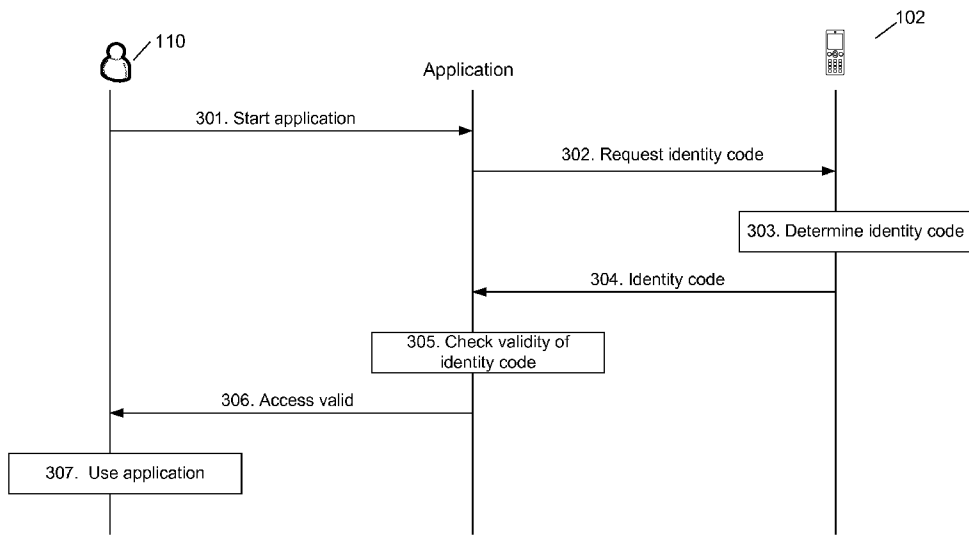 110
102
Application
301. Start application
302. Request identity code
303. Determine identity code
304. Identity code
305. Check validity of
identity code
306. Access valid
307. Use application